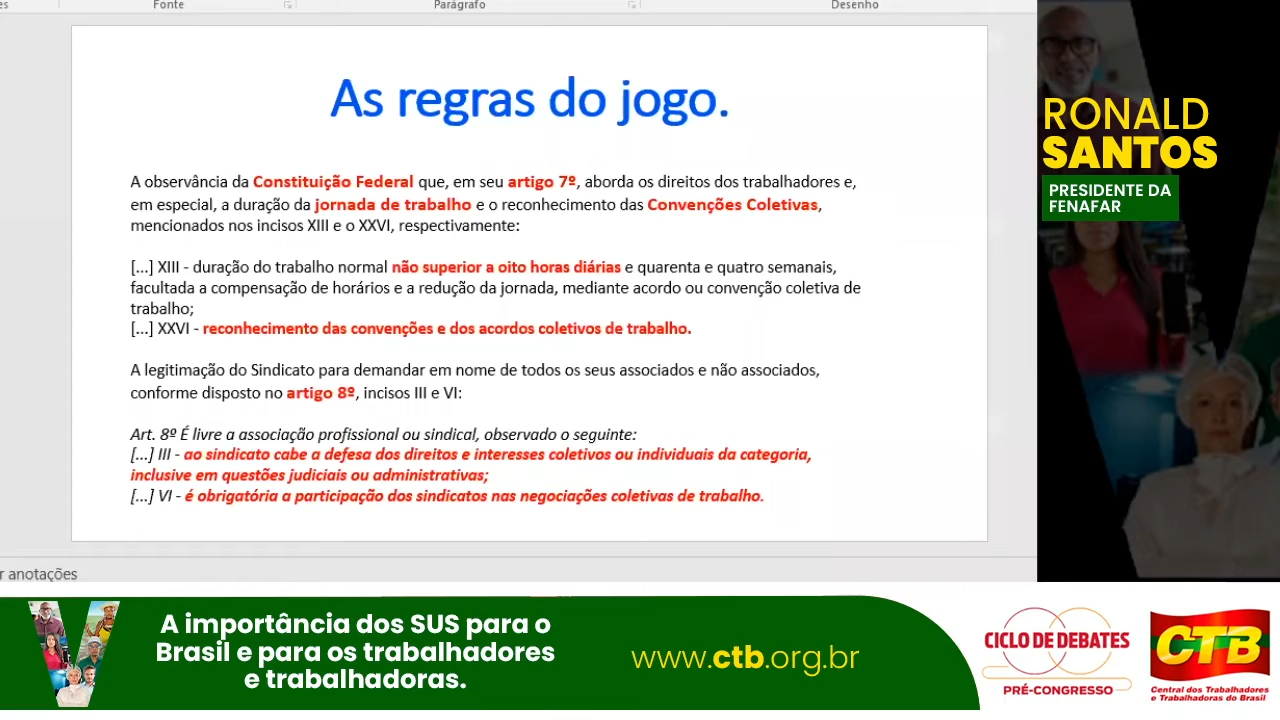 Fonte
Parágrafo
Desenho
As regras do jogo.
A observância da Constituição Federal que, em seu artigo 7º, aborda os direitos dos trabalhadores e,
em especial, a duração da jornada de trabalho e o reconhecimento das Convenções Coletivas,
mencionados nos incisos XIII e o XXVI, respectivamente:
[...] XIII - duração do trabalho normal não superior a oito horas diárias e quarenta e quatro semanais,
facultada a compensação de horários e a redução da jornada, mediante acordo ou convenção coletiva de
trabalho;
[...] XXVI - reconhecimento das convenções e dos acordos coletivos de trabalho.
A legitimação do Sindicato para demandar em nome de todos os seus associados e não associados,
conforme disposto no artigo 8º, incisos III e VI:
Art. 8º É livre a associação profissional ou sindical, observado o seguinte:
[...] III - ao sindicato cabe a defesa dos direitos e interesses coletivos ou individuais da categoria,
inclusive em questões judiciais ou administrativas;
[...] VI - é obrigatória a participação dos sindicatos nas negociações coletivas de trabalho.
r anotações
RONALD
SANTOS
PRESIDENTE DA
FENAFAR
V
A importância dos SUS para o
Brasil e para os trabalhadores
e trabalhadoras.
www.ctb.org.br
CICLO DE DEBATES
PRÉ-CONGRESSO
CTB
Central dos Trabalhadores
e Trabalhadoras do Brasil